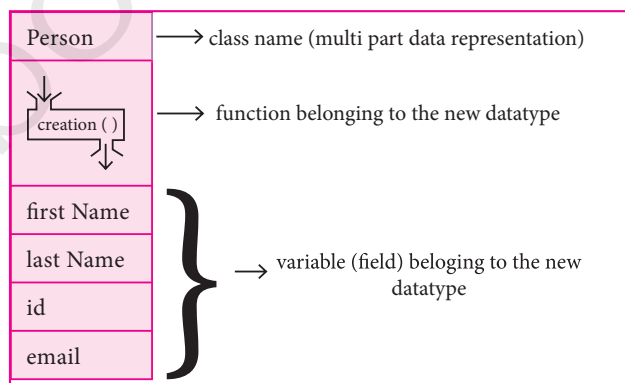 Person
class name (multi part data representation)
creation ( )
function belonging to the new datatype
first Name
last Name
id
email
variable (field) beloging to the new
datatype